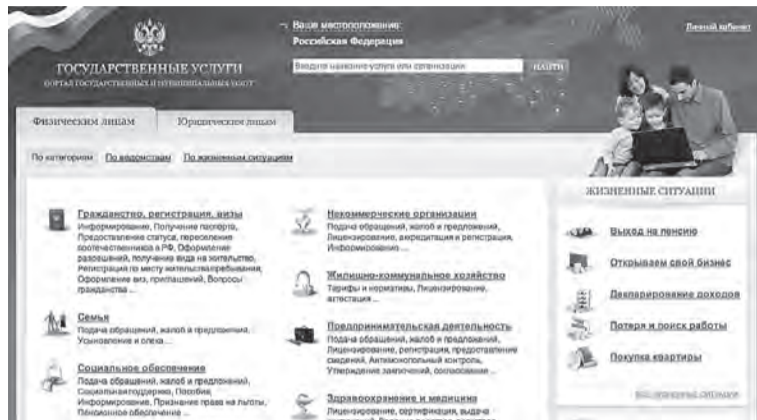 Ваше местоположение:
Российская Федерация
Личный кабинет
ГОСУДАРСТВЕННЫЕ УСЛУГИ
ПОРТАЛ ГОСУДАРСТВЕННЫХ И МУНИЦИПАЛЬНЫХ УСЛУГ
Введите название услуги или организации
НАЙТИ
Физическим лицам
Юридическим лицам
По категориям По ведомствам По жизненным ситуациям
Гражданство, регистрация, визы
Информирование, Получение паспорта,
Предоставление статуса, переселение
соотечественников в РФ, Оформление
разрешений, получение вида на жительство,
Регистрация по месту жительства/пребывания,
Оформление виз, приглашений, Вопросы
гражданства ...
Семья
Подача обращений, жалоб и предложений,
Усыновление и опека ...
Социальное обеспечение
Подача обращений, жалоб и предложений,
Социальная поддержка, Пособия,
Информирование, Признание права на льготы,
Пенсионное обеспечение ...
Некоммерческие организации
Подача обращений, жалоб и предложений,
Лицензирование, аккредитация и регистрация,
Информирование ...
Жилищно-коммунальное хозяйство
Тарифы и нормативы, Лицензирование,
аттестация ...
Предпринимательская деятельность
Подача обращений, жалоб и предложений,
Лицензирование, регистрация, предоставление
сведений, Антимонопольный контроль,
Утверждение заключений, согласование ...
Здравоохранение и медицина
Лицензирование, сертификация, выдача
ЖИЗНЕННЫЕ СИТУАЦИИ
Выход на пенсию
Открываем свой бизнес
Декларирование доходов
Потеря и поиск работы
Покупка квартиры
Все жизненные ситуации